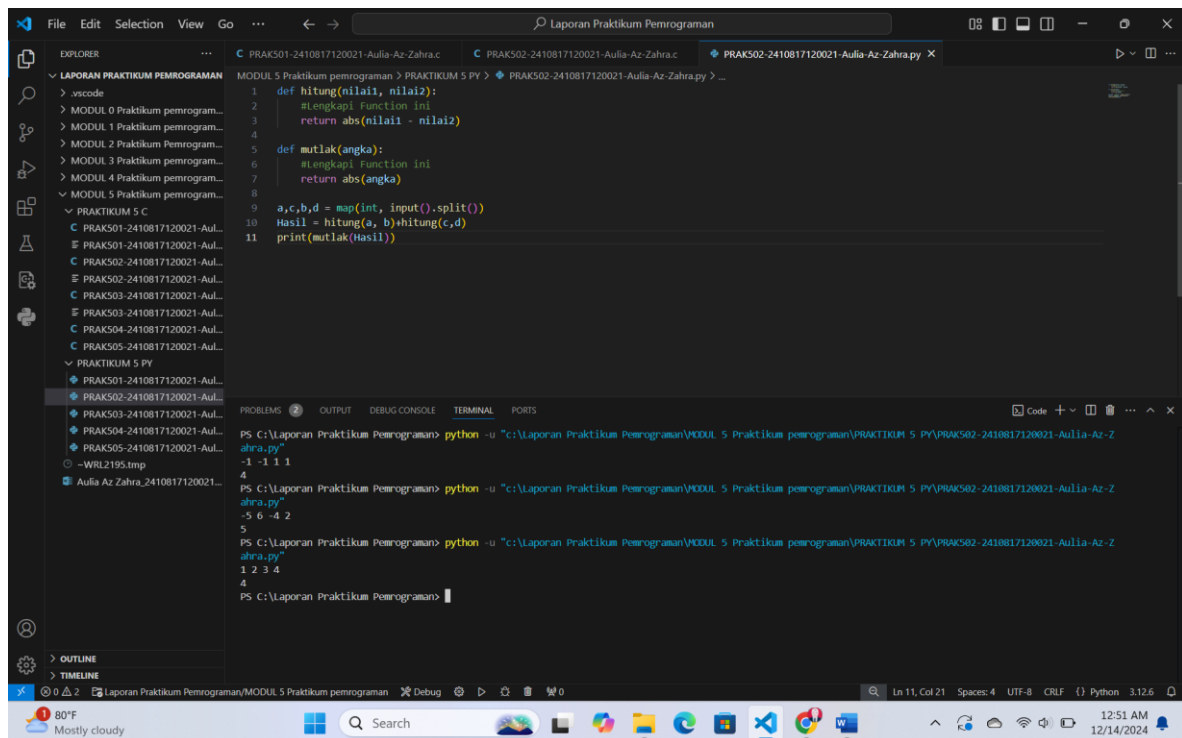 File Edit Selection View Go ··· Laporan Praktikum Pemrograman
EXPLORER ···
LAPORAN PRAKTIKUM PEMROGRAMAN
.vscode
MODUL 0 Praktikum pemrogram...
MODUL 1 Praktikum pemrogram...
MODUL 2 Praktikum Pemrogram...
MODUL 3 Praktikum pemrogram...
MODUL 4 Praktikum pemrogram...
MODUL 5 Praktikum pemrogram...
PRAKTIKUM 5 C
C PRAK501-2410817120021-Aul...
PRAK501-2410817120021-Aul...
C PRAK502-2410817120021-Aul...
PRAK502-2410817120021-Aul...
C PRAK503-2410817120021-Aul...
PRAK503-2410817120021-Aul...
C PRAK504-2410817120021-Aul...
C PRAK505-2410817120021-Aul...
PRAKTIKUM 5 PY
PRAK501-2410817120021-Aul...
PRAK502-2410817120021-Aul...
PRAK503-2410817120021-Aul...
PRAK504-2410817120021-Aul...
PRAK505-2410817120021-Aul...
~WRL2195.tmp
Aulia Az Zahra_2410817120021...
OUTLINE
TIMELINE
C PRAK501-2410817120021-Aulia-Az-Zahra.c C PRAK502-2410817120021-Aulia-Az-Zahra.c PRAK502-2410817120021-Aulia-Az-Zahra.py
MODUL 5 Praktikum pemrograman > PRAKTIKUM 5 PY > PRAK502-2410817120021-Aulia-Az-Zahra.py > ...
1 def hitung(nilai1, nilai2):
2 #Lengkapi Function ini
3 return abs(nilai1 - nilai2)
4
5 def mutlak(angka):
6 #Lengkapi Function ini
7 return abs(angka)
8
9 a,c,b,d = map(int, input().split())
10 Hasil = hitung(a, b)+hitung(c,d)
11 print(mutlak(Hasil))
PROBLEMS 2 OUTPUT DEBUG CONSOLE TERMINAL PORTS Code
PS C:\Laporan Praktikum Pemrograman> python -u "c:\Laporan Praktikum Pemrograman\MODUL 5 Praktikum pemrograman\PRAKTIKUM 5 PY\PRAK502-2410817120021-Aulia-Az-Z
ahra.py"
-1 -1 1 1
4
PS C:\Laporan Praktikum Pemrograman> python -u "c:\Laporan Praktikum Pemrograman\MODUL 5 Praktikum pemrograman\PRAKTIKUM 5 PY\PRAK502-2410817120021-Aulia-Az-Z
ahra.py"
-5 6 -4 2
5
PS C:\Laporan Praktikum Pemrograman> python -u "c:\Laporan Praktikum Pemrograman\MODUL 5 Praktikum pemrograman\PRAKTIKUM 5 PY\PRAK502-2410817120021-Aulia-Az-Z
ahra.py"
1 2 3 4
4
PS C:\Laporan Praktikum Pemrograman>
0 2 Laporan Praktikum Pemrograman/MODUL 5 Praktikum pemrograman Debug 0 Ln 11, Col 21 Spaces: 4 UTF-8 CRLF {} Python 3.12.6
1 80°F
Mostly cloudy
Search
12:51 AM
12/14/2024